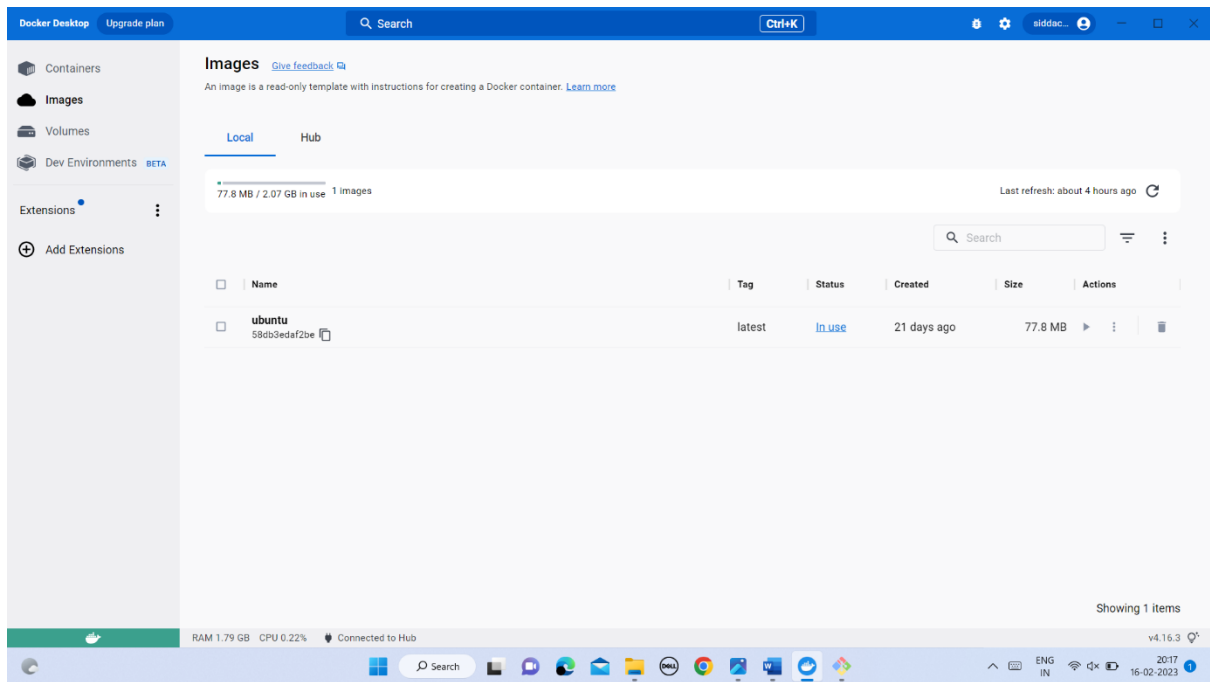 Docker Desktop Upgrade plan Search Ctrl+K siddac...
Containers
Images
Volumes
Dev Environments BETA
Extensions
Add Extensions
Images Give feedback
An image is a read-only template with instructions for creating a Docker container. Learn more
Local Hub
77.8 MB / 2.07 GB in use 1 images Last refresh: about 4 hours ago
Search
Name Tag Status Created Size Actions
ubuntu
58db3edaf2be
latest In use 21 days ago 77.8 MB
Showing 1 items
RAM 1.79 GB CPU 0.22% Connected to Hub v4.16.3
Search DELL W ENG
IN
20:17
16-02-2023 1